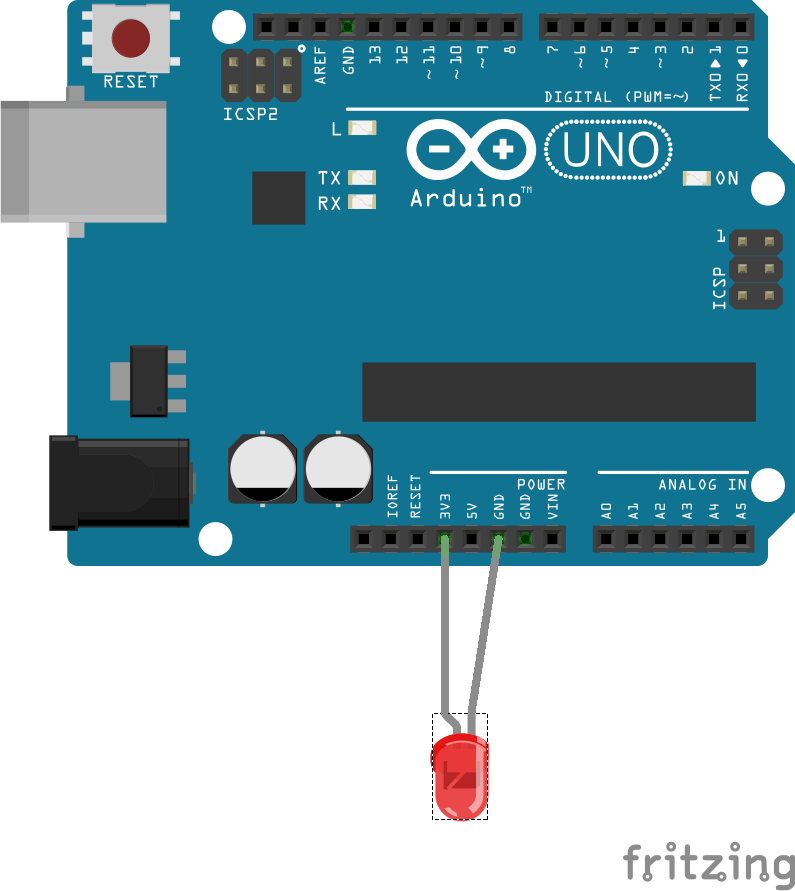 RESET
ICSP2
AREF
GND
13
12
~11
~10
~9
8
7
~6
~5
4
~3
2
TX0▶1
RX0◀0
DIGITAL (PWM=~)
L
TX
RX
Arduino™
UNO
ON
1
ICSP
IOREF
RESET
3V3
5V
GND
GND
VIN
POWER
ANALOG IN
A0
A1
A2
A3
A4
A5
fritzing